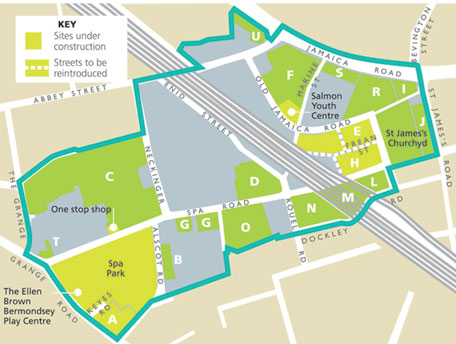 KEY
Sites under
construction
Streets to be
reintroduced
U
JAMAICA ROAD
BEVINGTON
STREET
OLD
JAMAICA ROAD
MARINE
ST
F
S
R
I
ABBEY STREET
ENID
STREET
Salmon
Youth
Centre
E
FREAN
ST
H
J
St James's
Churchyd
ST JAMES'S
ROAD
NECKINGER
C
D
L
M
N
SPA ROAD
ROUEL
RD
DOCKLEY
RD
One stop shop
THE GRANGE
T
G
G
O
ALSCOT RD
B
GRANGE
ROAD
Spa
Park
The Ellen
Brown
Bermondsey
Play Centre
KEYES
RD
A